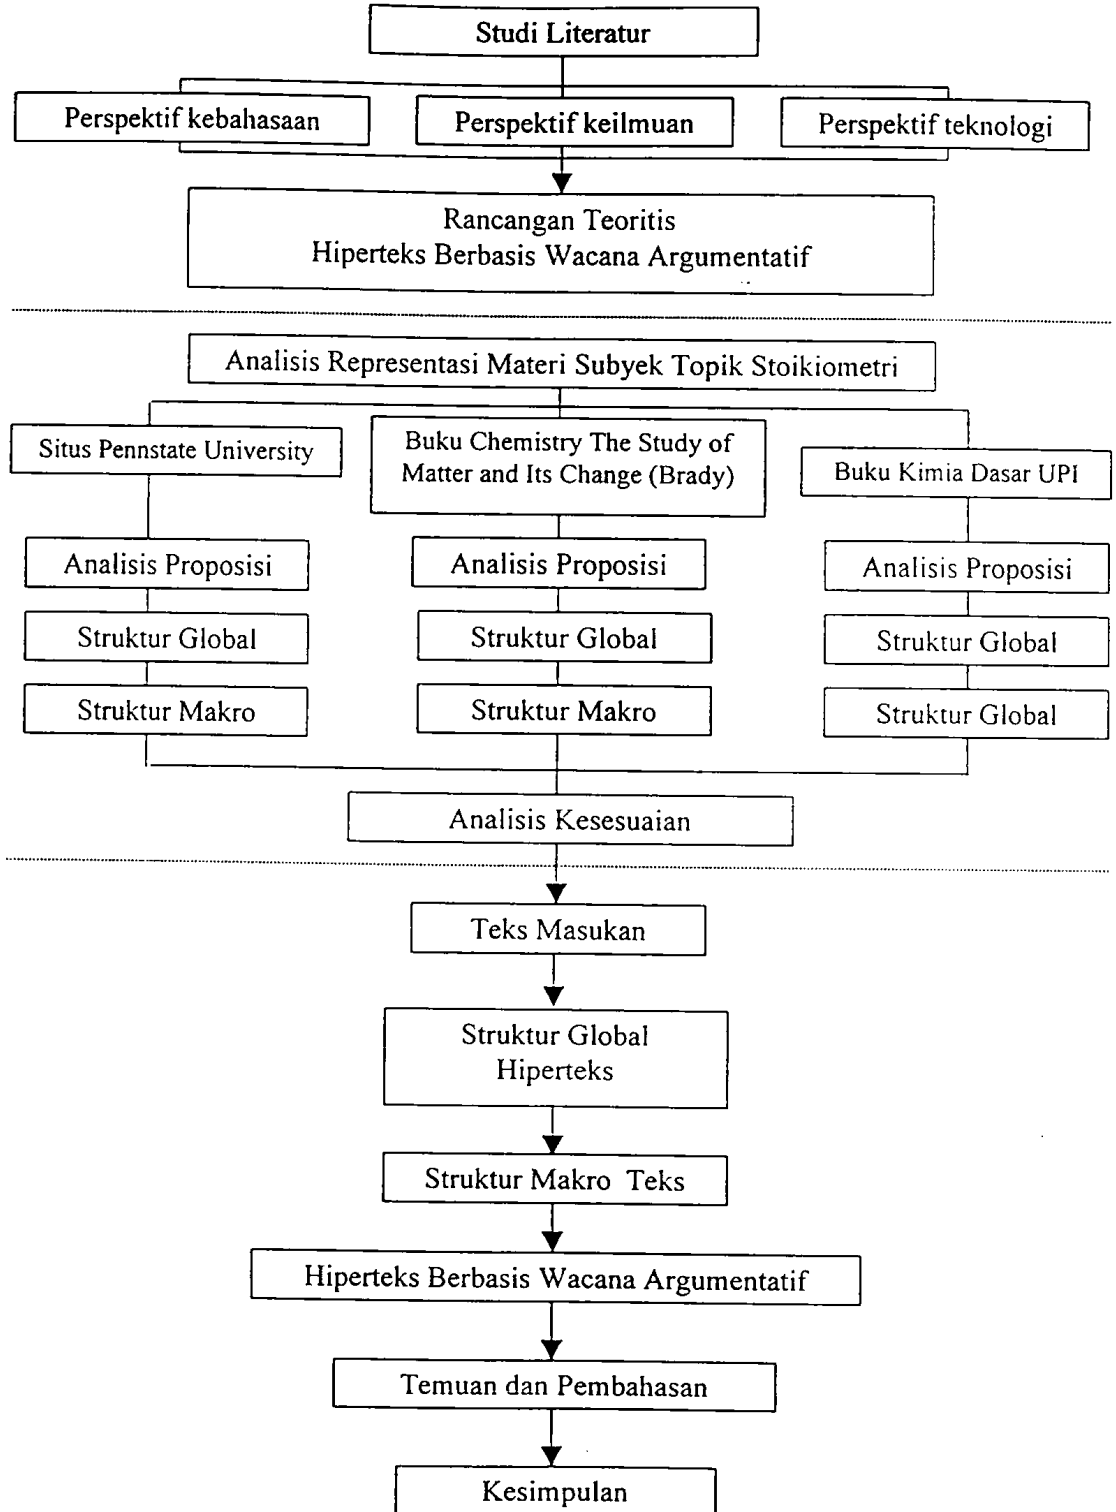 Studi Literatur
Perspektif kebahasaan
Perspektif keilmuan
Perspektif teknologi
Rancangan Teoritis
Hiperteks Berbasis Wacana Argumentatif
Analisis Representasi Materi Subyek Topik Stoikiometri
Situs Pennstate University
Buku Chemistry The Study of
Matter and Its Change (Brady)
Buku Kimia Dasar UPI
Analisis Proposisi
Analisis Proposisi
Analisis Proposisi
Struktur Global
Struktur Global
Struktur Global
Struktur Makro
Struktur Makro
Struktur Global
Analisis Kesesuaian
Teks Masukan
Struktur Global
Hiperteks
Struktur Makro Teks
Hiperteks Berbasis Wacana Argumentatif
Temuan dan Pembahasan
Kesimpulan